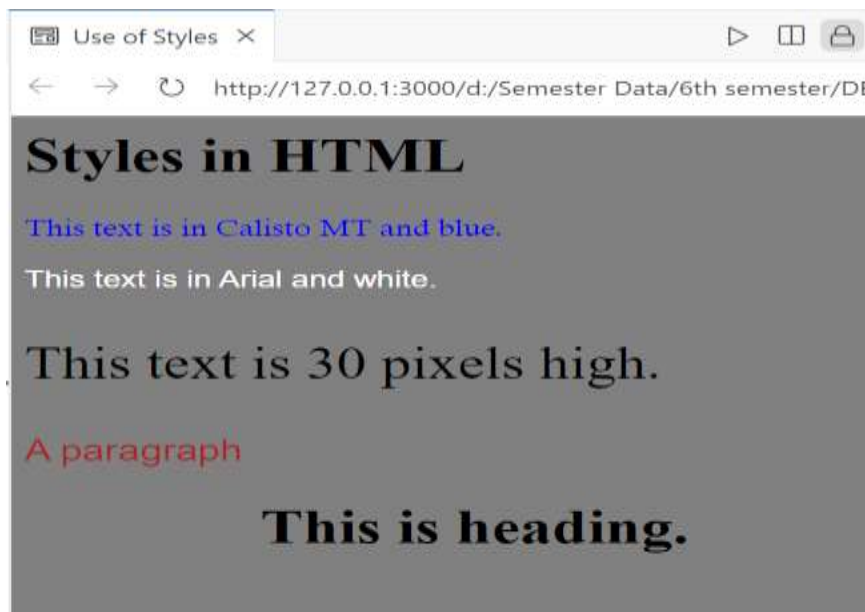 Use of Styles
http://127.0.0.1:3000/d:/Semester Data/6th semester/DE
Styles in HTML
This text is in Calisto MT and blue.
This text is in Arial and white.
This text is 30 pixels high.
A paragraph
This is heading.